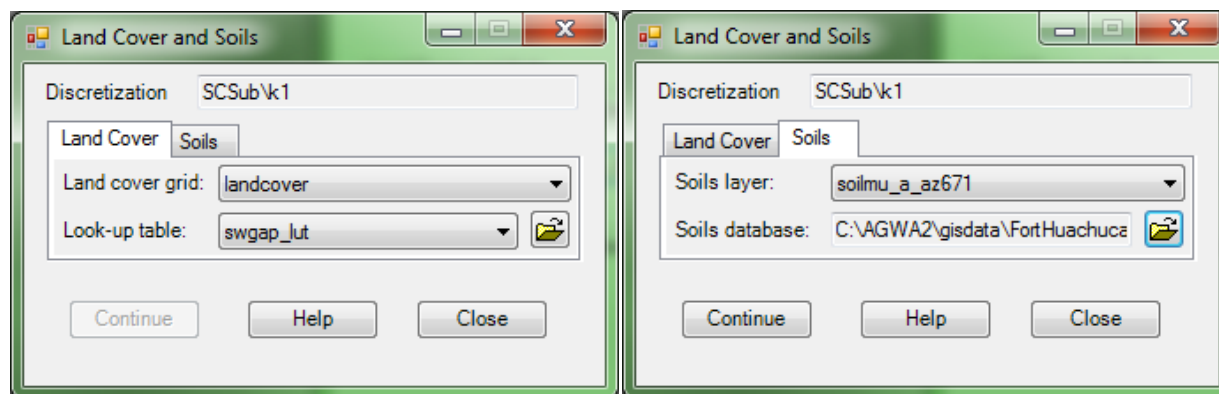 Land Cover and Soils
Discretization SCSub\k1
Land Cover Soils
Land cover grid: landcover
Look-up table: swgap_lut
Continue Help Close
Land Cover and Soils
Discretization SCSub\k1
Land Cover Soils
Soils layer: soilmu_a_az671
Soils database: C:\AGWA2\gisdata\FortHuachuca
Continue Help Close